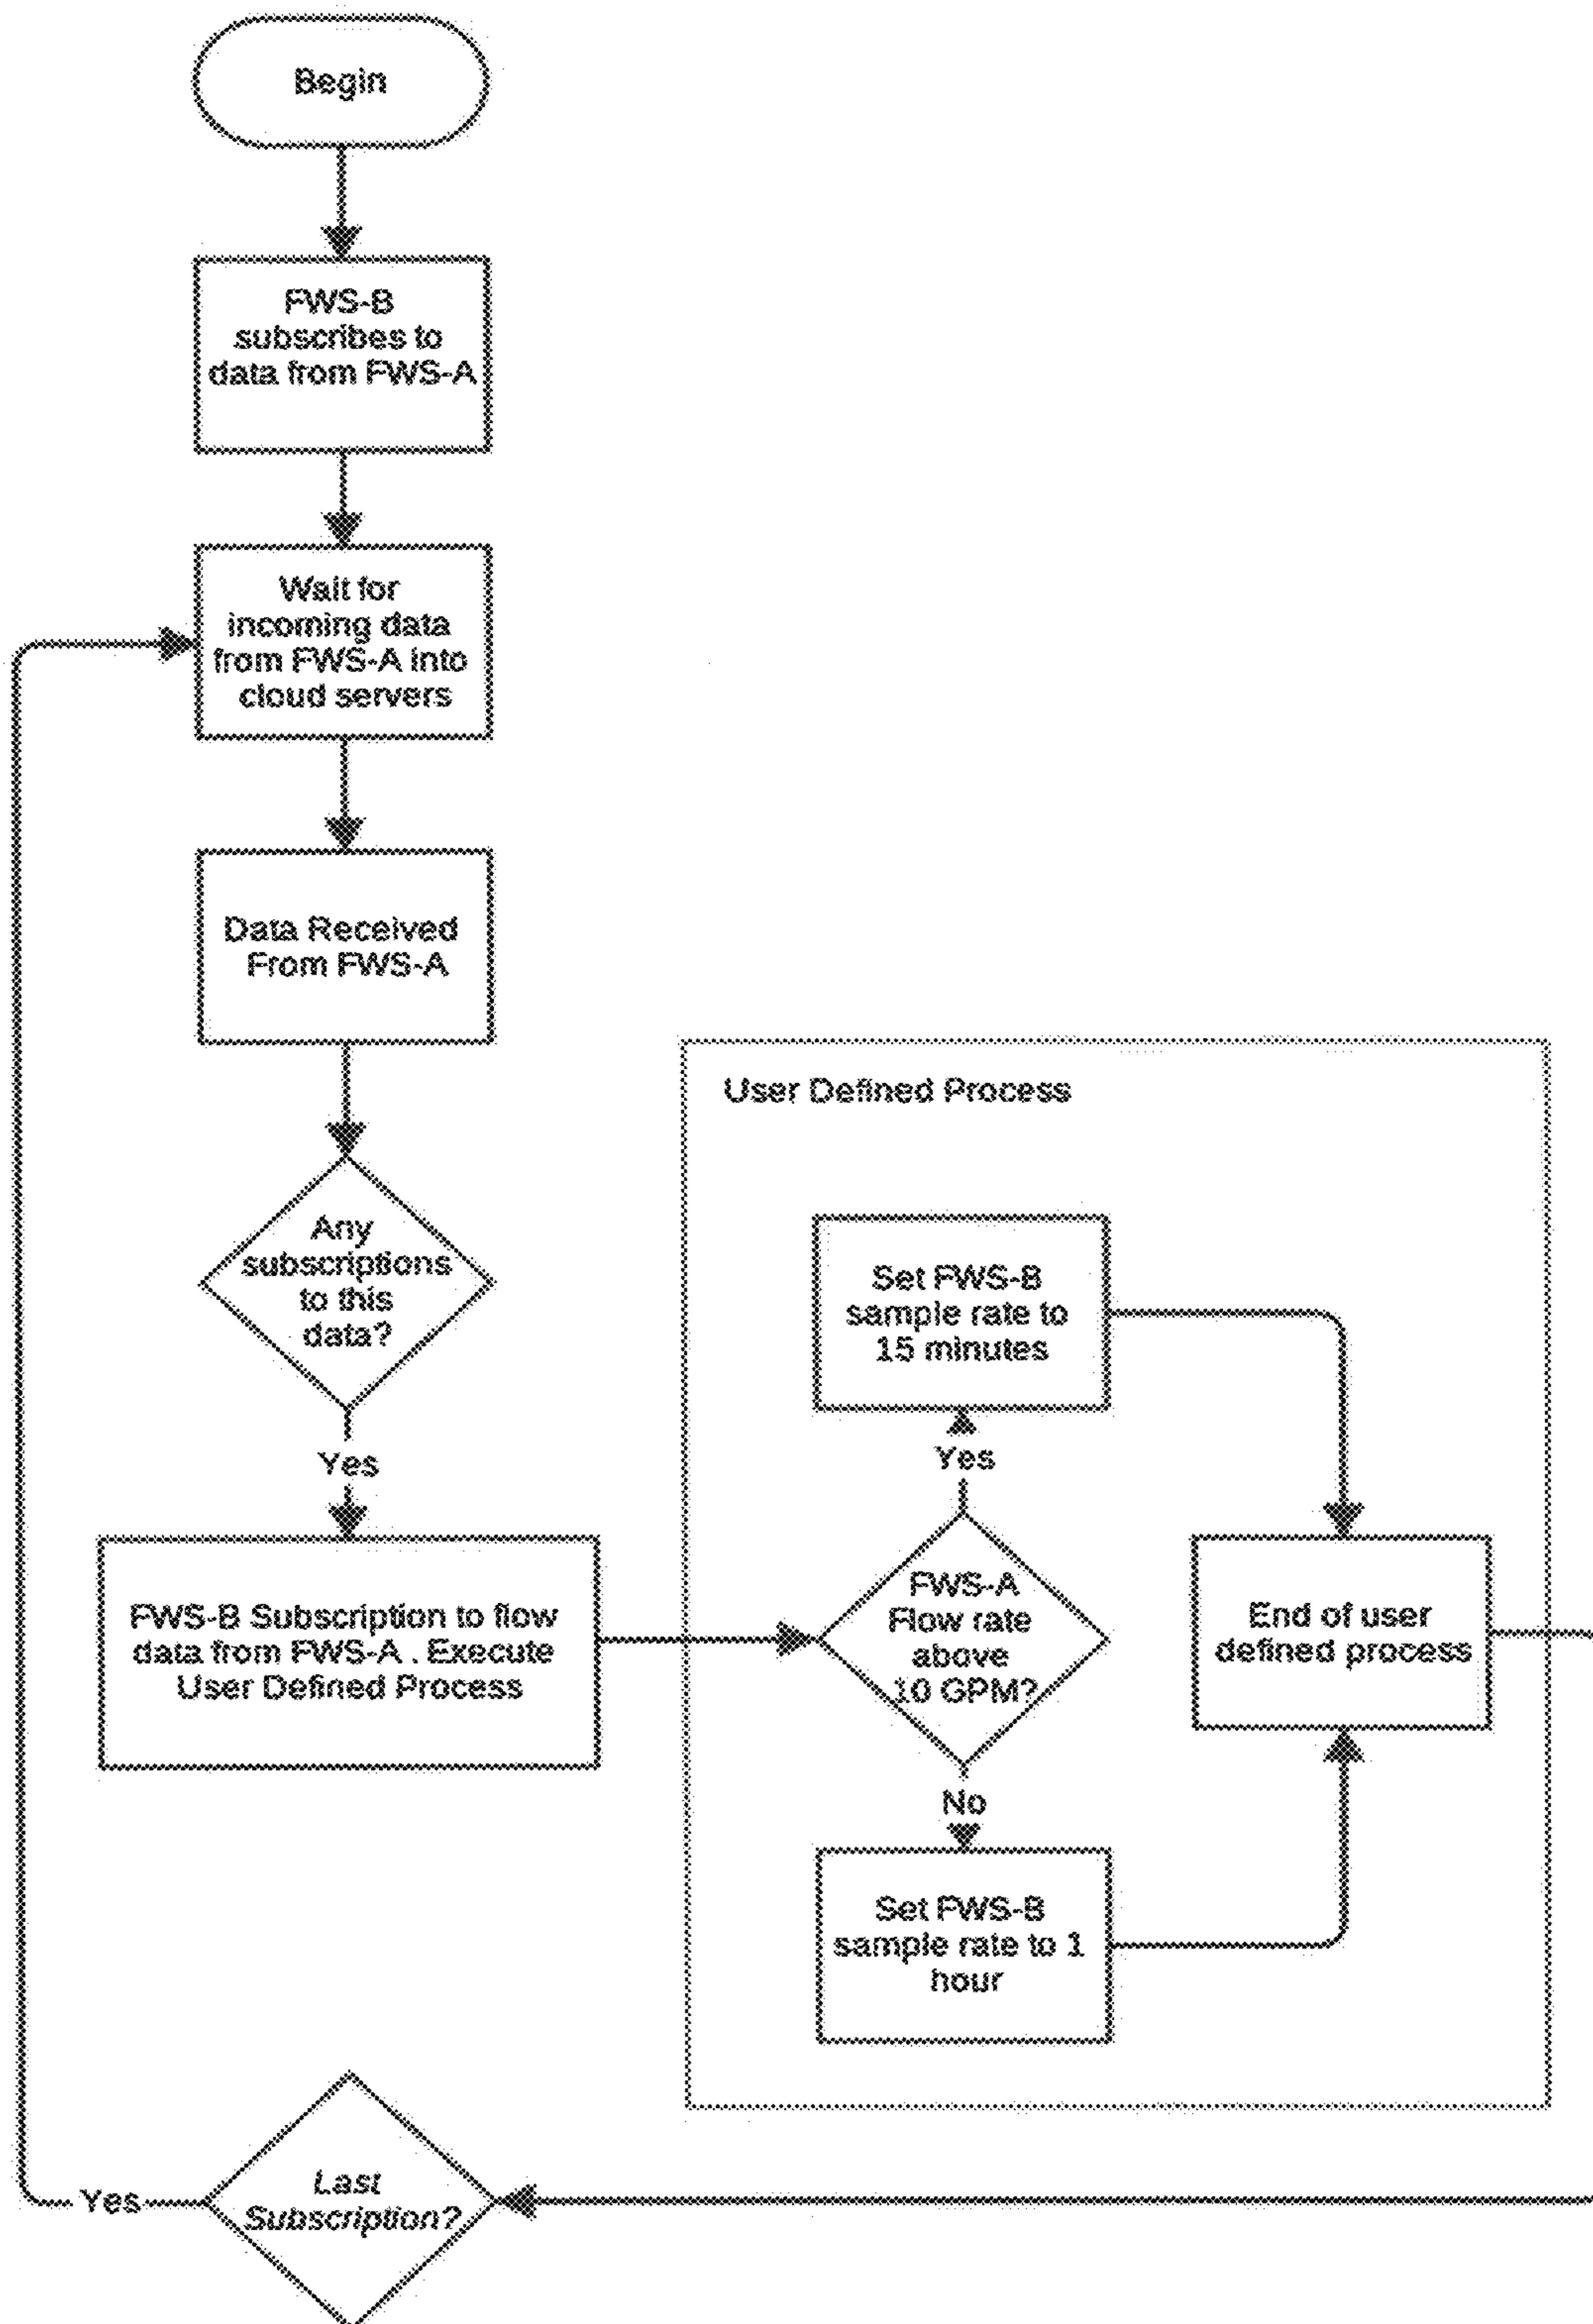 Begin
FWS-B
subscribes to
data from FWS-A
Wait for
incoming data
from FWS-A into
cloud servers
Data Received
From FWS-A
Any
subscriptions
to this
data?
Yes
FWS-B Subscription to flow
data from FWS-A . Execute
User Defined Process
User Defined Process
Set FWS-B
sample rate to
15 minutes
Yes
FWS-A
Flow rate
above
10 GPM?
No
Set FWS-B
sample rate to 1
hour
End of user
defined process
Last
Subscription?
Yes